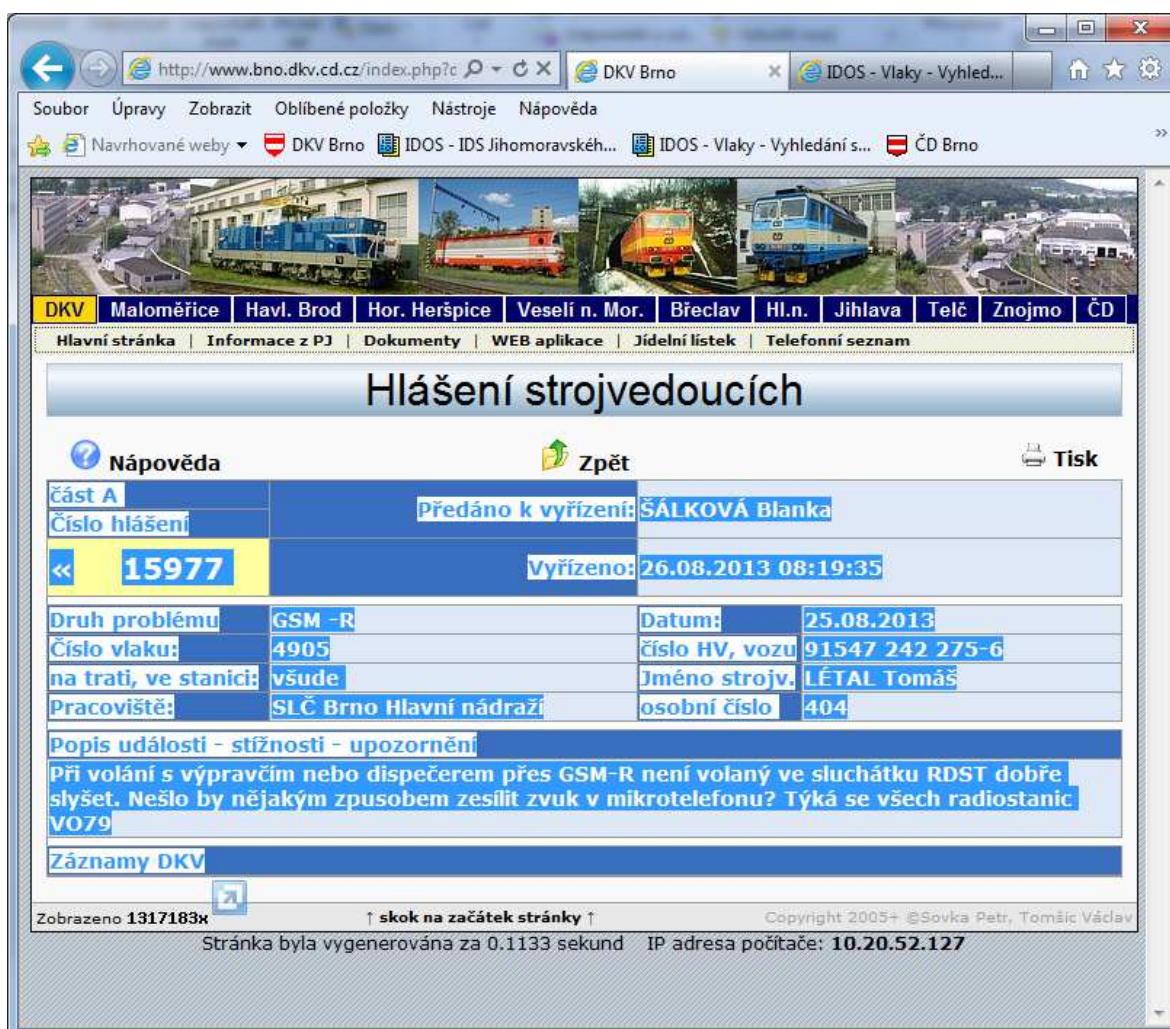 http://www.bno.dkv.cd.cz/index.php?c
DKV Brno
IDOS - Vlaky - Vyhled...
Soubor Úpravy Zobrazit Oblíbené položky Nástroje Nápověda
Navrhované weby DKV Brno IDOS - IDS Jihomoravskéh... IDOS - Vlaky - Vyhledání s... ČD Brno »
DKV Maloměřice Havl. Brod Hor. Heršpice Veselí n. Mor. Břeclav Hl.n. Jihlava Telč Znojmo ČD
Hlavní stránka | Informace z PJ | Dokumenty | WEB aplikace | Jídelní lístek | Telefonní seznam
Hlášení strojvedoucích
Nápověda Zpět Tisk
část A
Číslo hlášení
Předáno k vyřízení: ŠÁLKOVÁ Blanka
« 15977 Vyřízeno: 26.08.2013 08:19:35
Druh problému GSM -R Datum: 25.08.2013
Číslo vlaku: 4905 číslo HV, vozu 91547 242 275-6
na trati, ve stanici: všude Jméno strojv. LÉTAL Tomáš
Pracoviště: SLČ Brno Hlavní nádraží osobní číslo 404
Popis události - stížnosti - upozornění
Při volání s výpravčím nebo dispečerem přes GSM-R není volaný ve sluchátku RDST dobře
slyšet. Nešlo by nějakým zpusobem zesílit zvuk v mikrotelefonu? Týká se všech radiostanic
VO79
Záznamy DKV
Zobrazeno 1317183x ↑ skok na začátek stránky ↑ Copyright 2005+ ©Sovka Petr, Tomšic Václav
Stránka byla vygenerována za 0.1133 sekund IP adresa počítače: 10.20.52.127